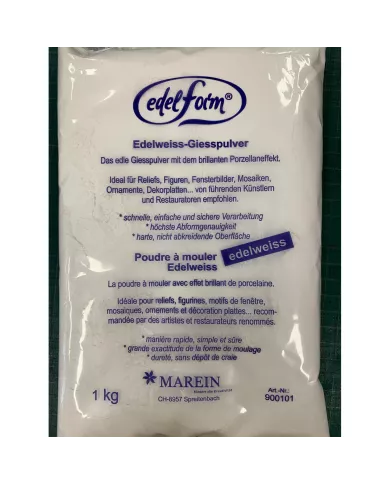 edelform®
Edelweiss-Giesspulver
Das edle Giesspulver mit dem brillanten Porzellaneffekt.
Ideal für Reliefs, Figuren, Fensterbilder, Mosaiken,
Ornamente, Dekorplatten... von führenden Künstlern
und Restauratoren empfohlen.
* schnelle, einfache und sichere Verarbeitung
* höchste Abformgenauigkeit
* harte, nicht abkreidende Oberfläche
Poudre à mouler
Edelweiss
edelweiss
La poudre à mouler avec effet brillant de porcelaine.
Idéale pour reliefs, figurines, motifs de fenêtre,
mosaïques, ornements et décoration plattes... recom-
mandée par des artistes et restaurateurs renommés.
* manière rapide, simple et sûre
* grande exactitude de la forme de moulage
* dureté, sans dépôt de craie
1 kg
MAREIN
CH-8957 Spreitenbach
Art.-Nr.:
900101